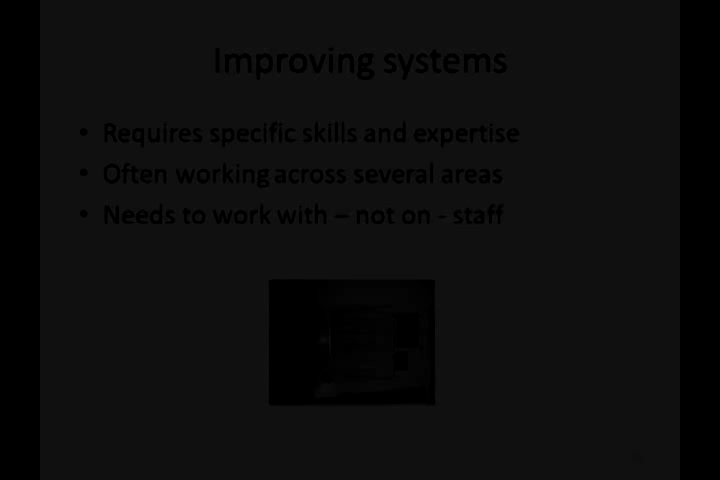 Improving systems
• Requires specific skills and expertise
• Often working across several areas
• Needs to work with – not on - staff